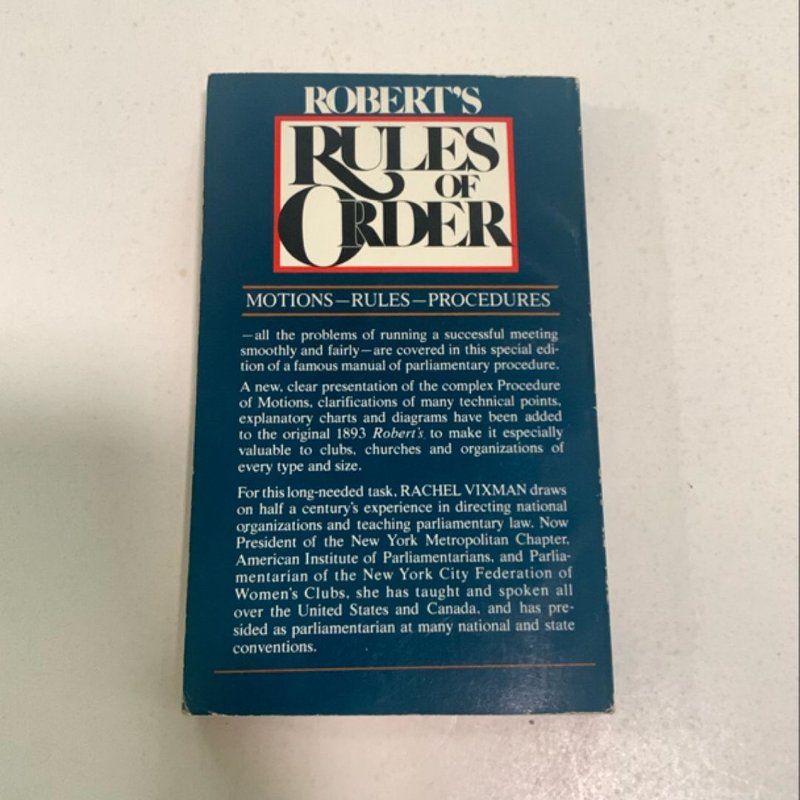 ROBERT'S
RULES
OF
ORDER
MOTIONS—RULES—PROCEDURES
—all the problems of running a successful meeting
smoothly and fairly—are covered in this special edi-
tion of a famous manual of parliamentary procedure.
A new, clear presentation of the complex Procedure
of Motions, clarifications of many technical points,
explanatory charts and diagrams have been added
to the original 1893 Robert's, to make it especially
valuable to clubs, churches and organizations of
every type and size.
For this long-needed task, RACHEL VIXMAN draws
on half a century's experience in directing national
organizations and teaching parliamentary law. Now
President of the New York Metropolitan Chapter,
American Institute of Parliamentarians, and Parlia-
mentarian of the New York City Federation of
Women's Clubs, she has taught and spoken all
over the United States and Canada, and has pre-
sided as parliamentarian at many national and state
conventions.